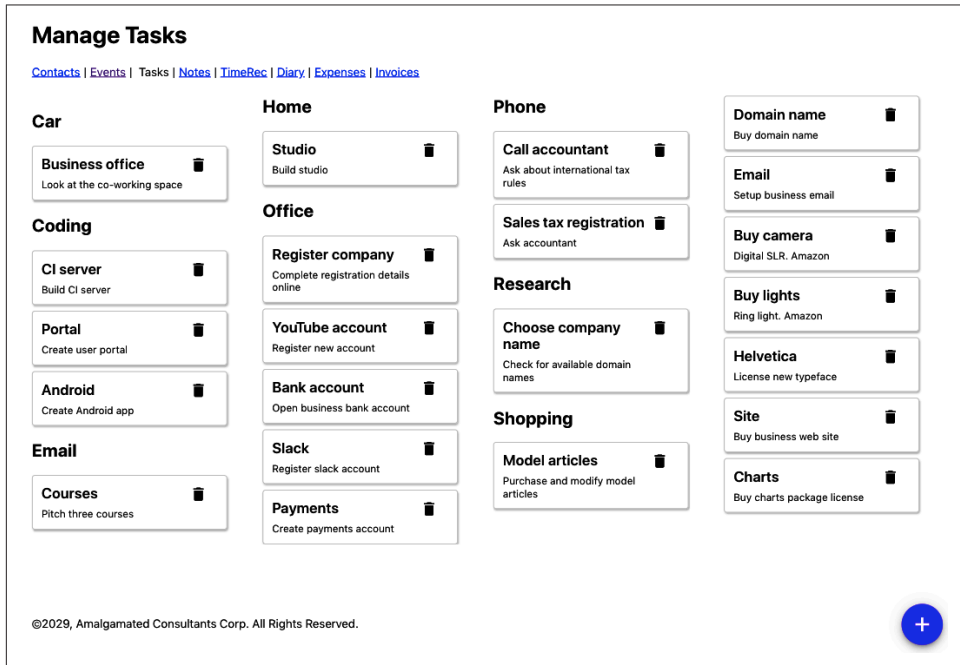 Manage Tasks
Contacts | Events | Tasks | Notes | TimeRec | Diary | Expenses | Invoices
Car
Business office
Look at the co-working space
Coding
CI server
Build CI server
Portal
Create user portal
Android
Create Android app
Email
Courses
Pitch three courses
Home
Studio
Build studio
Office
Register company
Complete registration details
online
YouTube account
Register new account
Bank account
Open business bank account
Slack
Register slack account
Payments
Create payments account
Phone
Call accountant
Ask about international tax
rules
Sales tax registration
Ask accountant
Research
Choose company
name
Check for available domain
names
Shopping
Model articles
Purchase and modify model
articles
Domain name
Buy domain name
Email
Setup business email
Buy camera
Digital SLR. Amazon
Buy lights
Ring light. Amazon
Helvetica
License new typeface
Site
Buy business web site
Charts
Buy charts package license
©2029, Amalgamated Consultants Corp. All Rights Reserved.
+